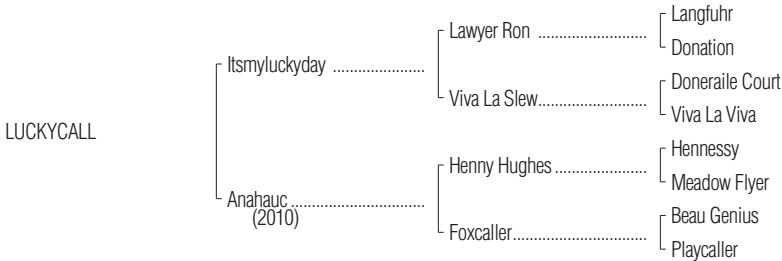 Langfuhr
Lawyer Ron ..........................
Donation
Itsmyluckyday ......................
Doneraile Court
Viva La Slew..........................
Viva La Viva
LUCKYCALL
Hennessy
Henny Hughes ......................
Meadow Flyer
Anahauc ................................
(2010)
Beau Genius
Foxcaller................................
Playcaller